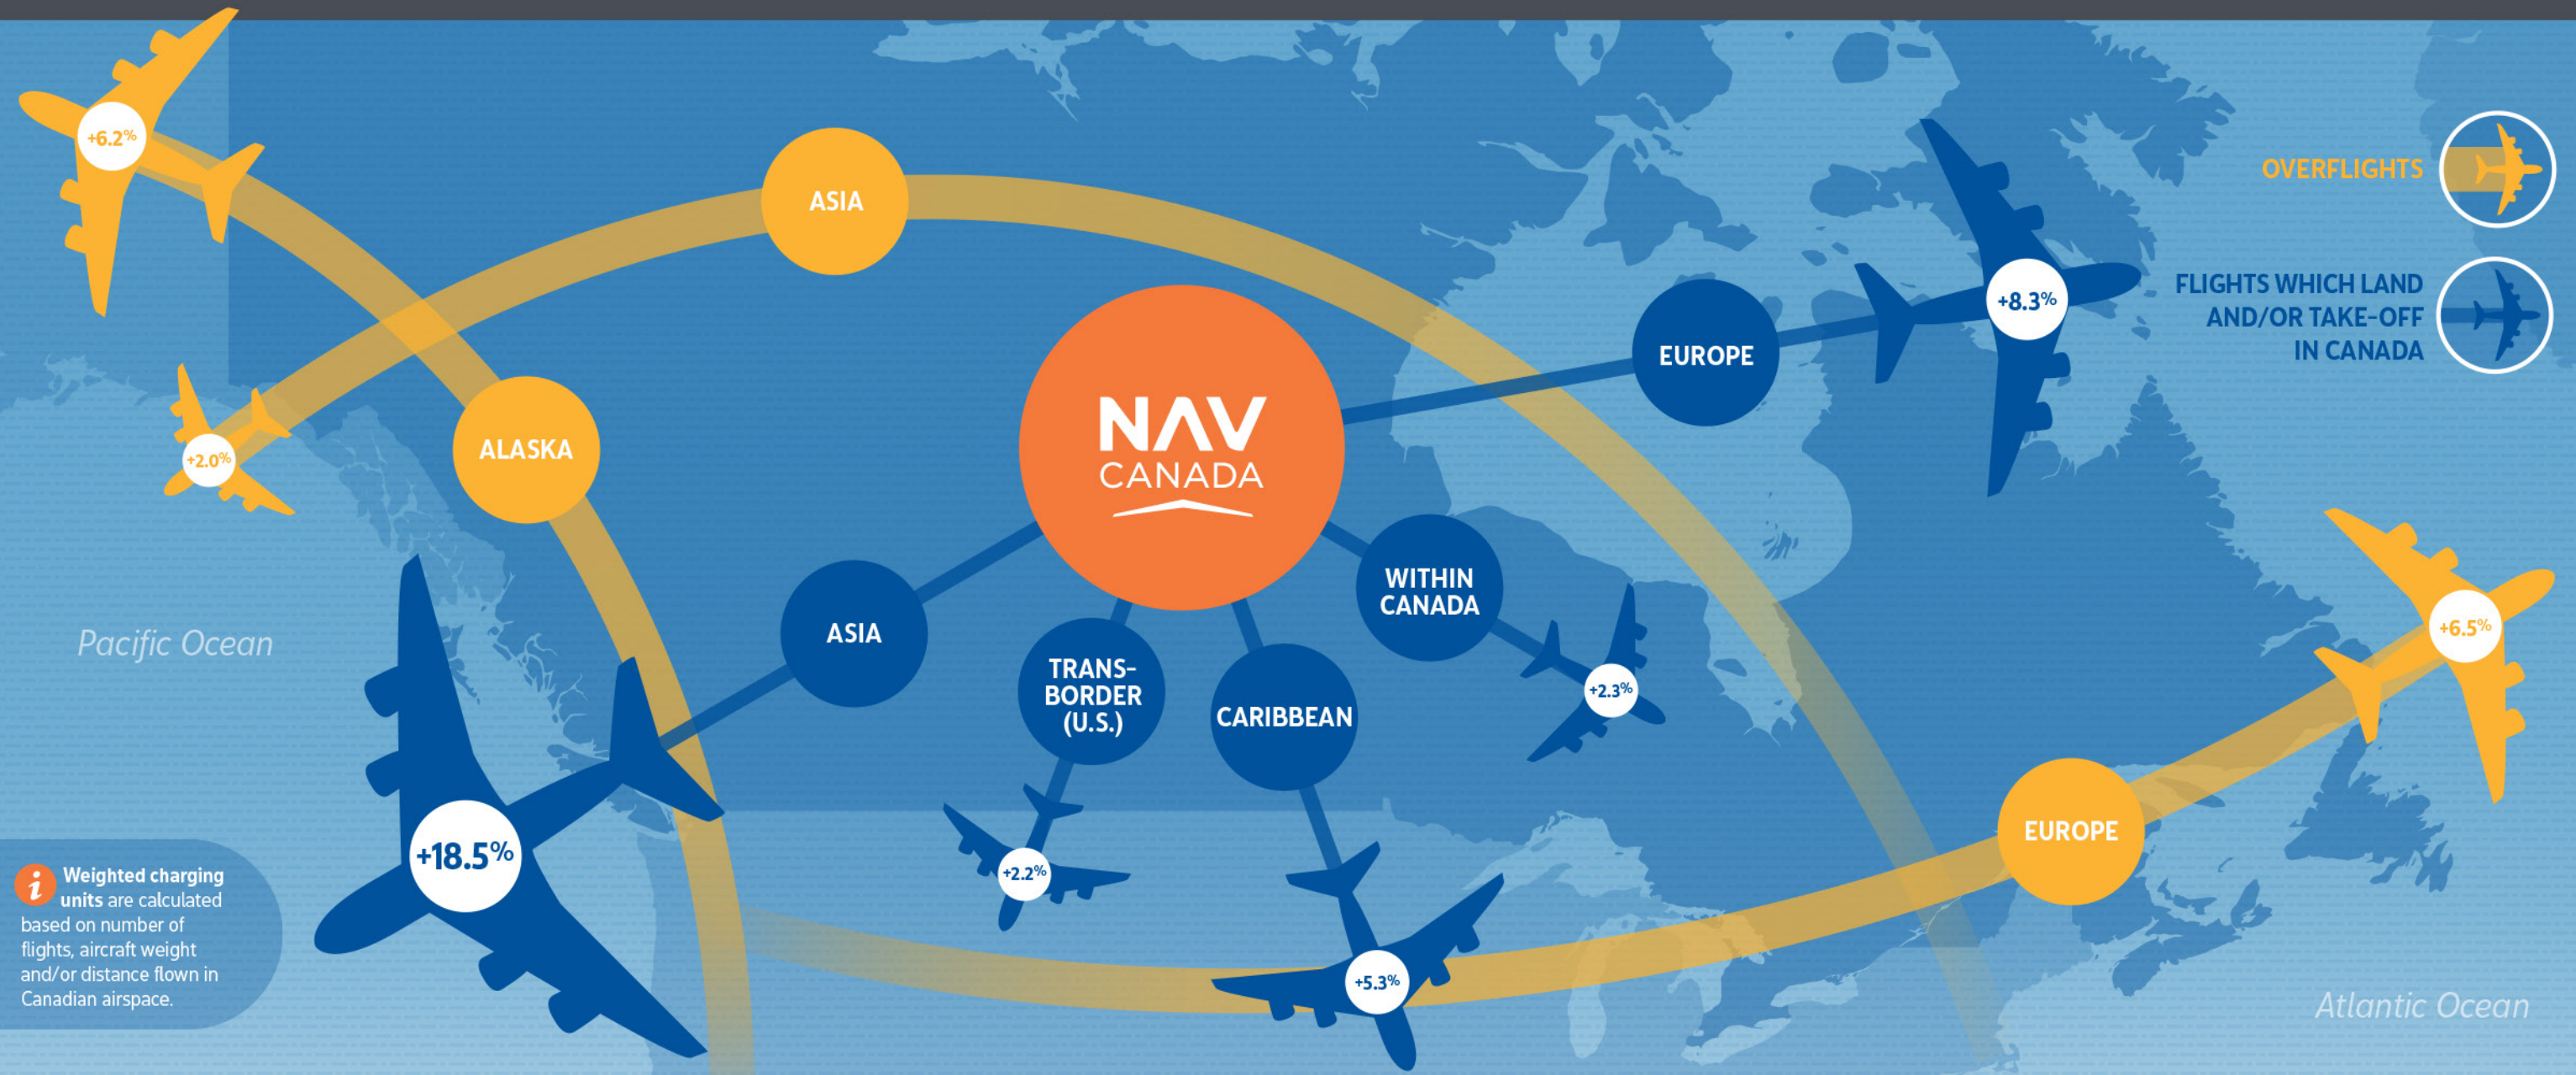 +6.2%
ASIA
OVERFLIGHTS
+8.3%
FLIGHTS WHICH LAND
AND/OR TAKE-OFF
IN CANADA
EUROPE
+2.0%
ALASKA
NAV
CANADA
ASIA
TRANS-
BORDER
(U.S.)
CARIBBEAN
WITHIN
CANADA
+2.3%
+6.5%
Pacific Ocean
EUROPE
+18.5%
+2.2%
+5.3%
i
Weighted charging
units are calculated
based on number of
flights, aircraft weight
and/or distance flown in
Canadian airspace.
Atlantic Ocean